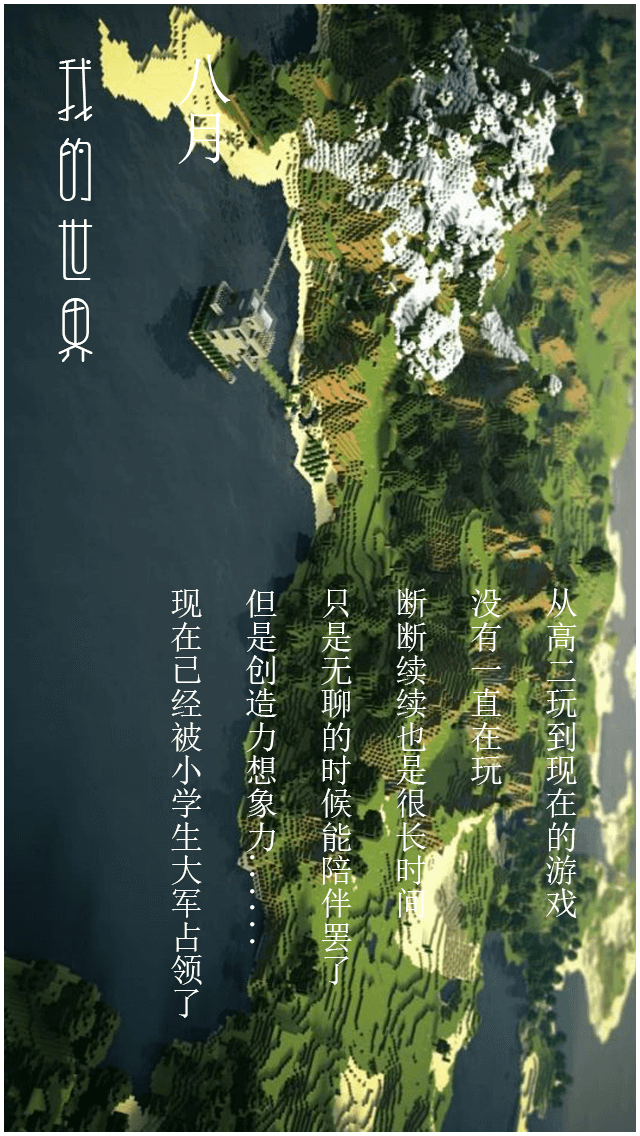 我的世界
八月
从高二玩到现在的游戏
没有一直在玩
断断续续也是很长时间
只是无聊的时候能陪伴罢了
但是创造力想象力……
现在已经被小学生大军占领了